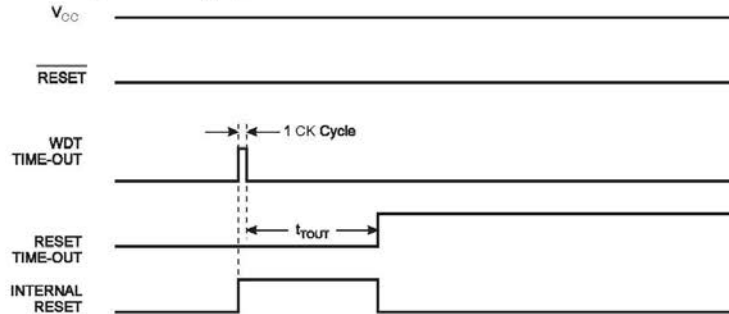 VCC
RESET
1 CK Cycle
WDT
TIME-OUT
tTOUT
RESET
TIME-OUT
INTERNAL
RESET